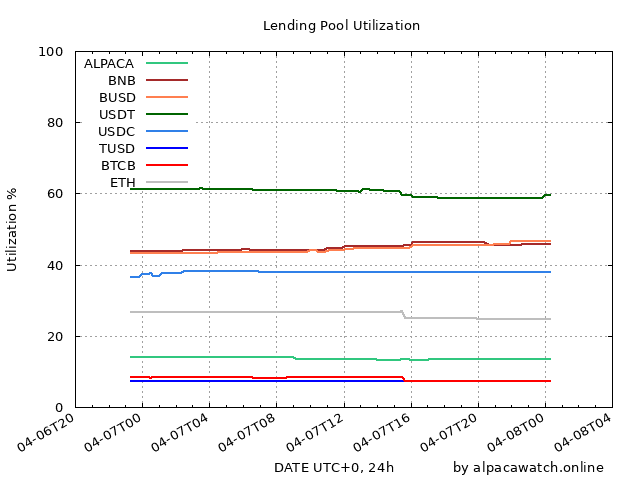 Lending Pool Utilization
100
80
60
40
20
0
Utilization %
ALPACA
BNB
BUSD
USDT
USDC
TUSD
BTCB
ETH
04-06T20
04-07T00
04-07T04
04-07T08
04-07T12
04-07T16
04-07T20
04-08T00
04-08T04
DATE UTC+0, 24h
by alpacawatch.online